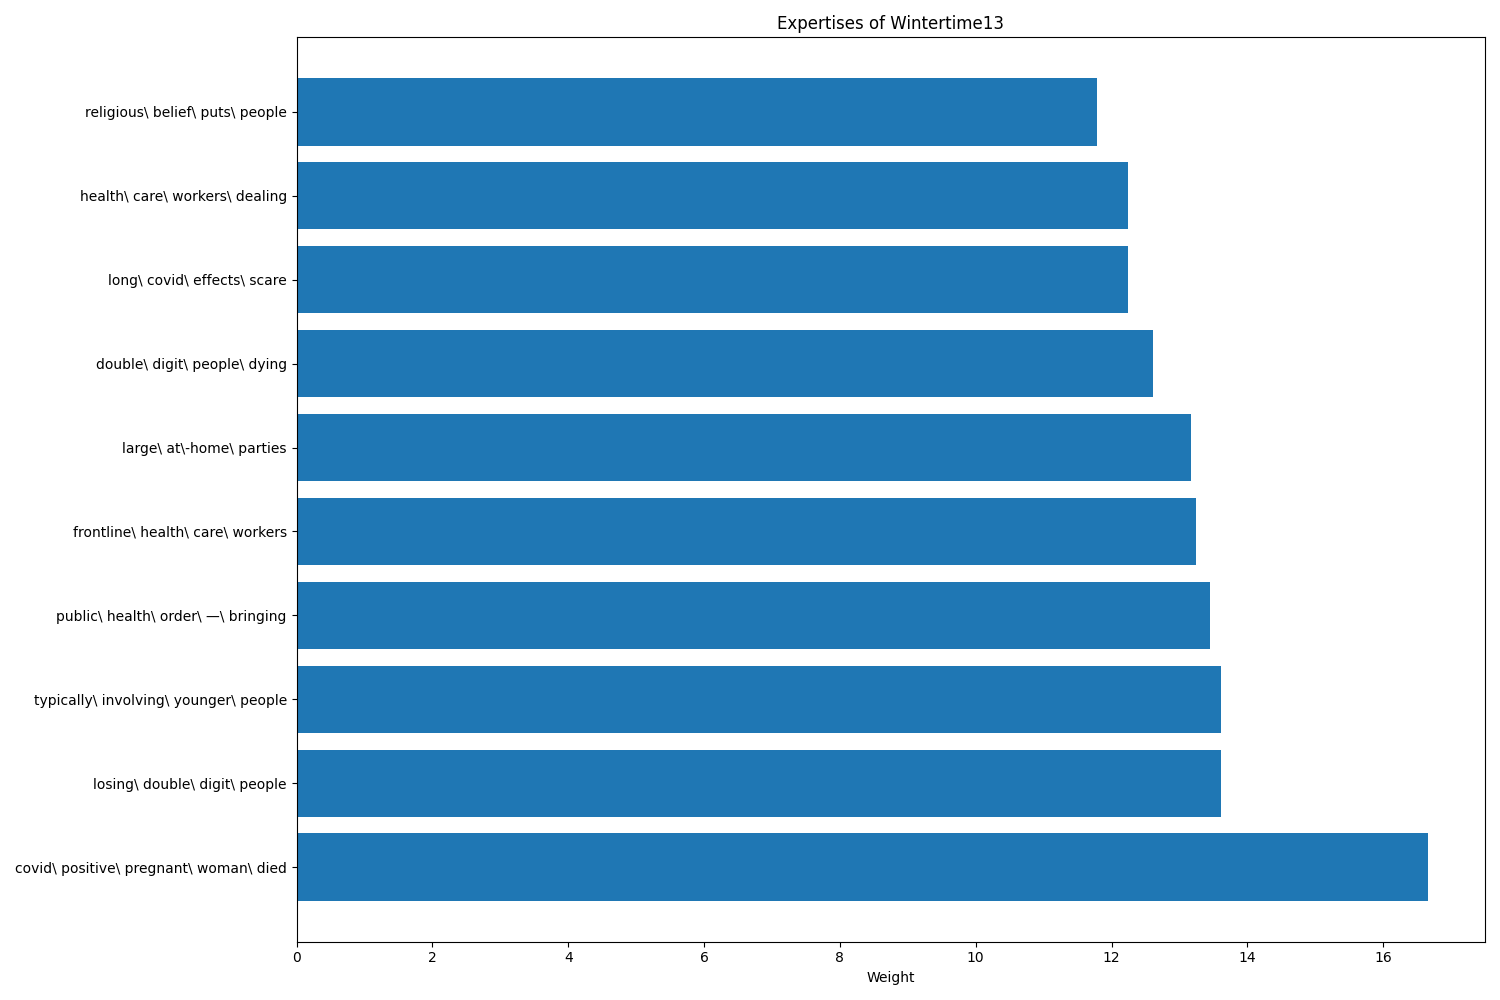 Expertises of Wintertime13
religious\ belief\ puts\ people
health\ care\ workers\ dealing
long\ covid\ effects\ scare
double\ digit\ people\ dying
large\ at\-home\ parties
frontline\ health\ care\ workers
public\ health\ order\ —\ bringing
typically\ involving\ younger\ people
losing\ double\ digit\ people
covid\ positive\ pregnant\ woman\ died
0 2 4 6 8 10 12 14 16
Weight